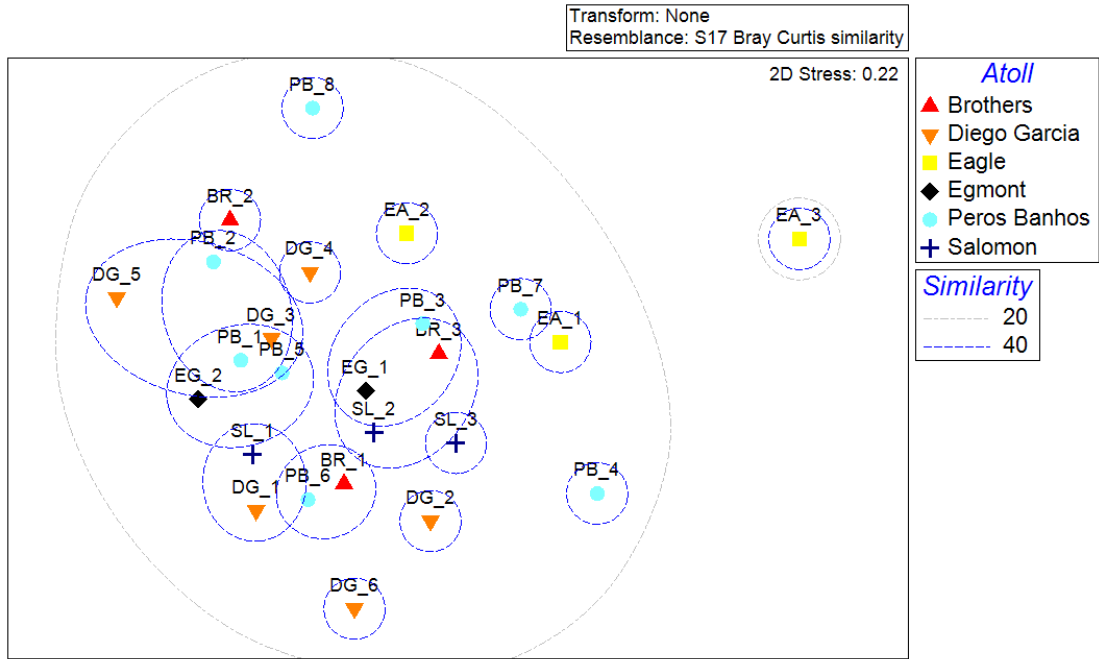 Transform: None
Resemblance: S17 Bray Curtis similarity
2D Stress: 0.22
PB_8
BR_2
EA_2
EA_3
PB_2
DG_4
DG_5
PB_7
PB_3
DG_3
EA_1
BR_3
PB_1
PB_5
EG_2
EG_1
SL_2
SL_3
SL_1
BR_1
PB_6
PB_4
DG_1
DG_2
DG_6
Atoll
Brothers
Diego Garcia
Eagle
Egmont
Peros Banhos
Salomon
Similarity
20
40